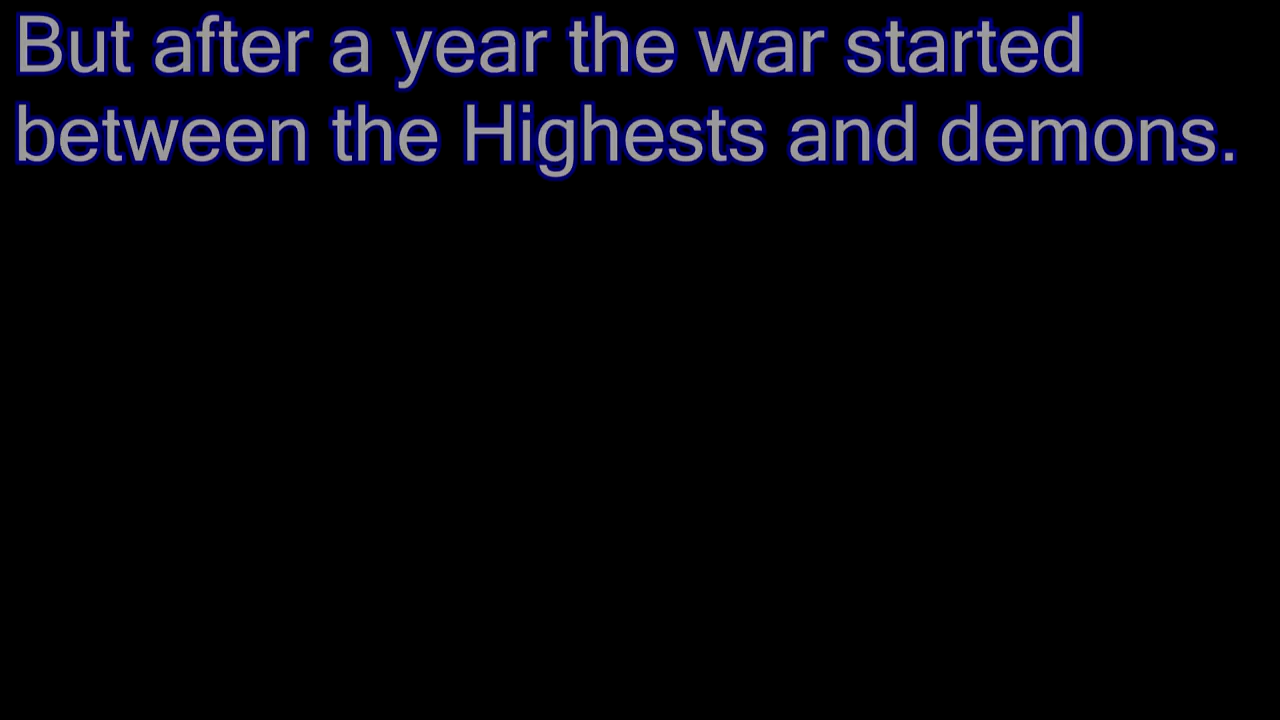 But after a year the war started
between the Highests and demons.